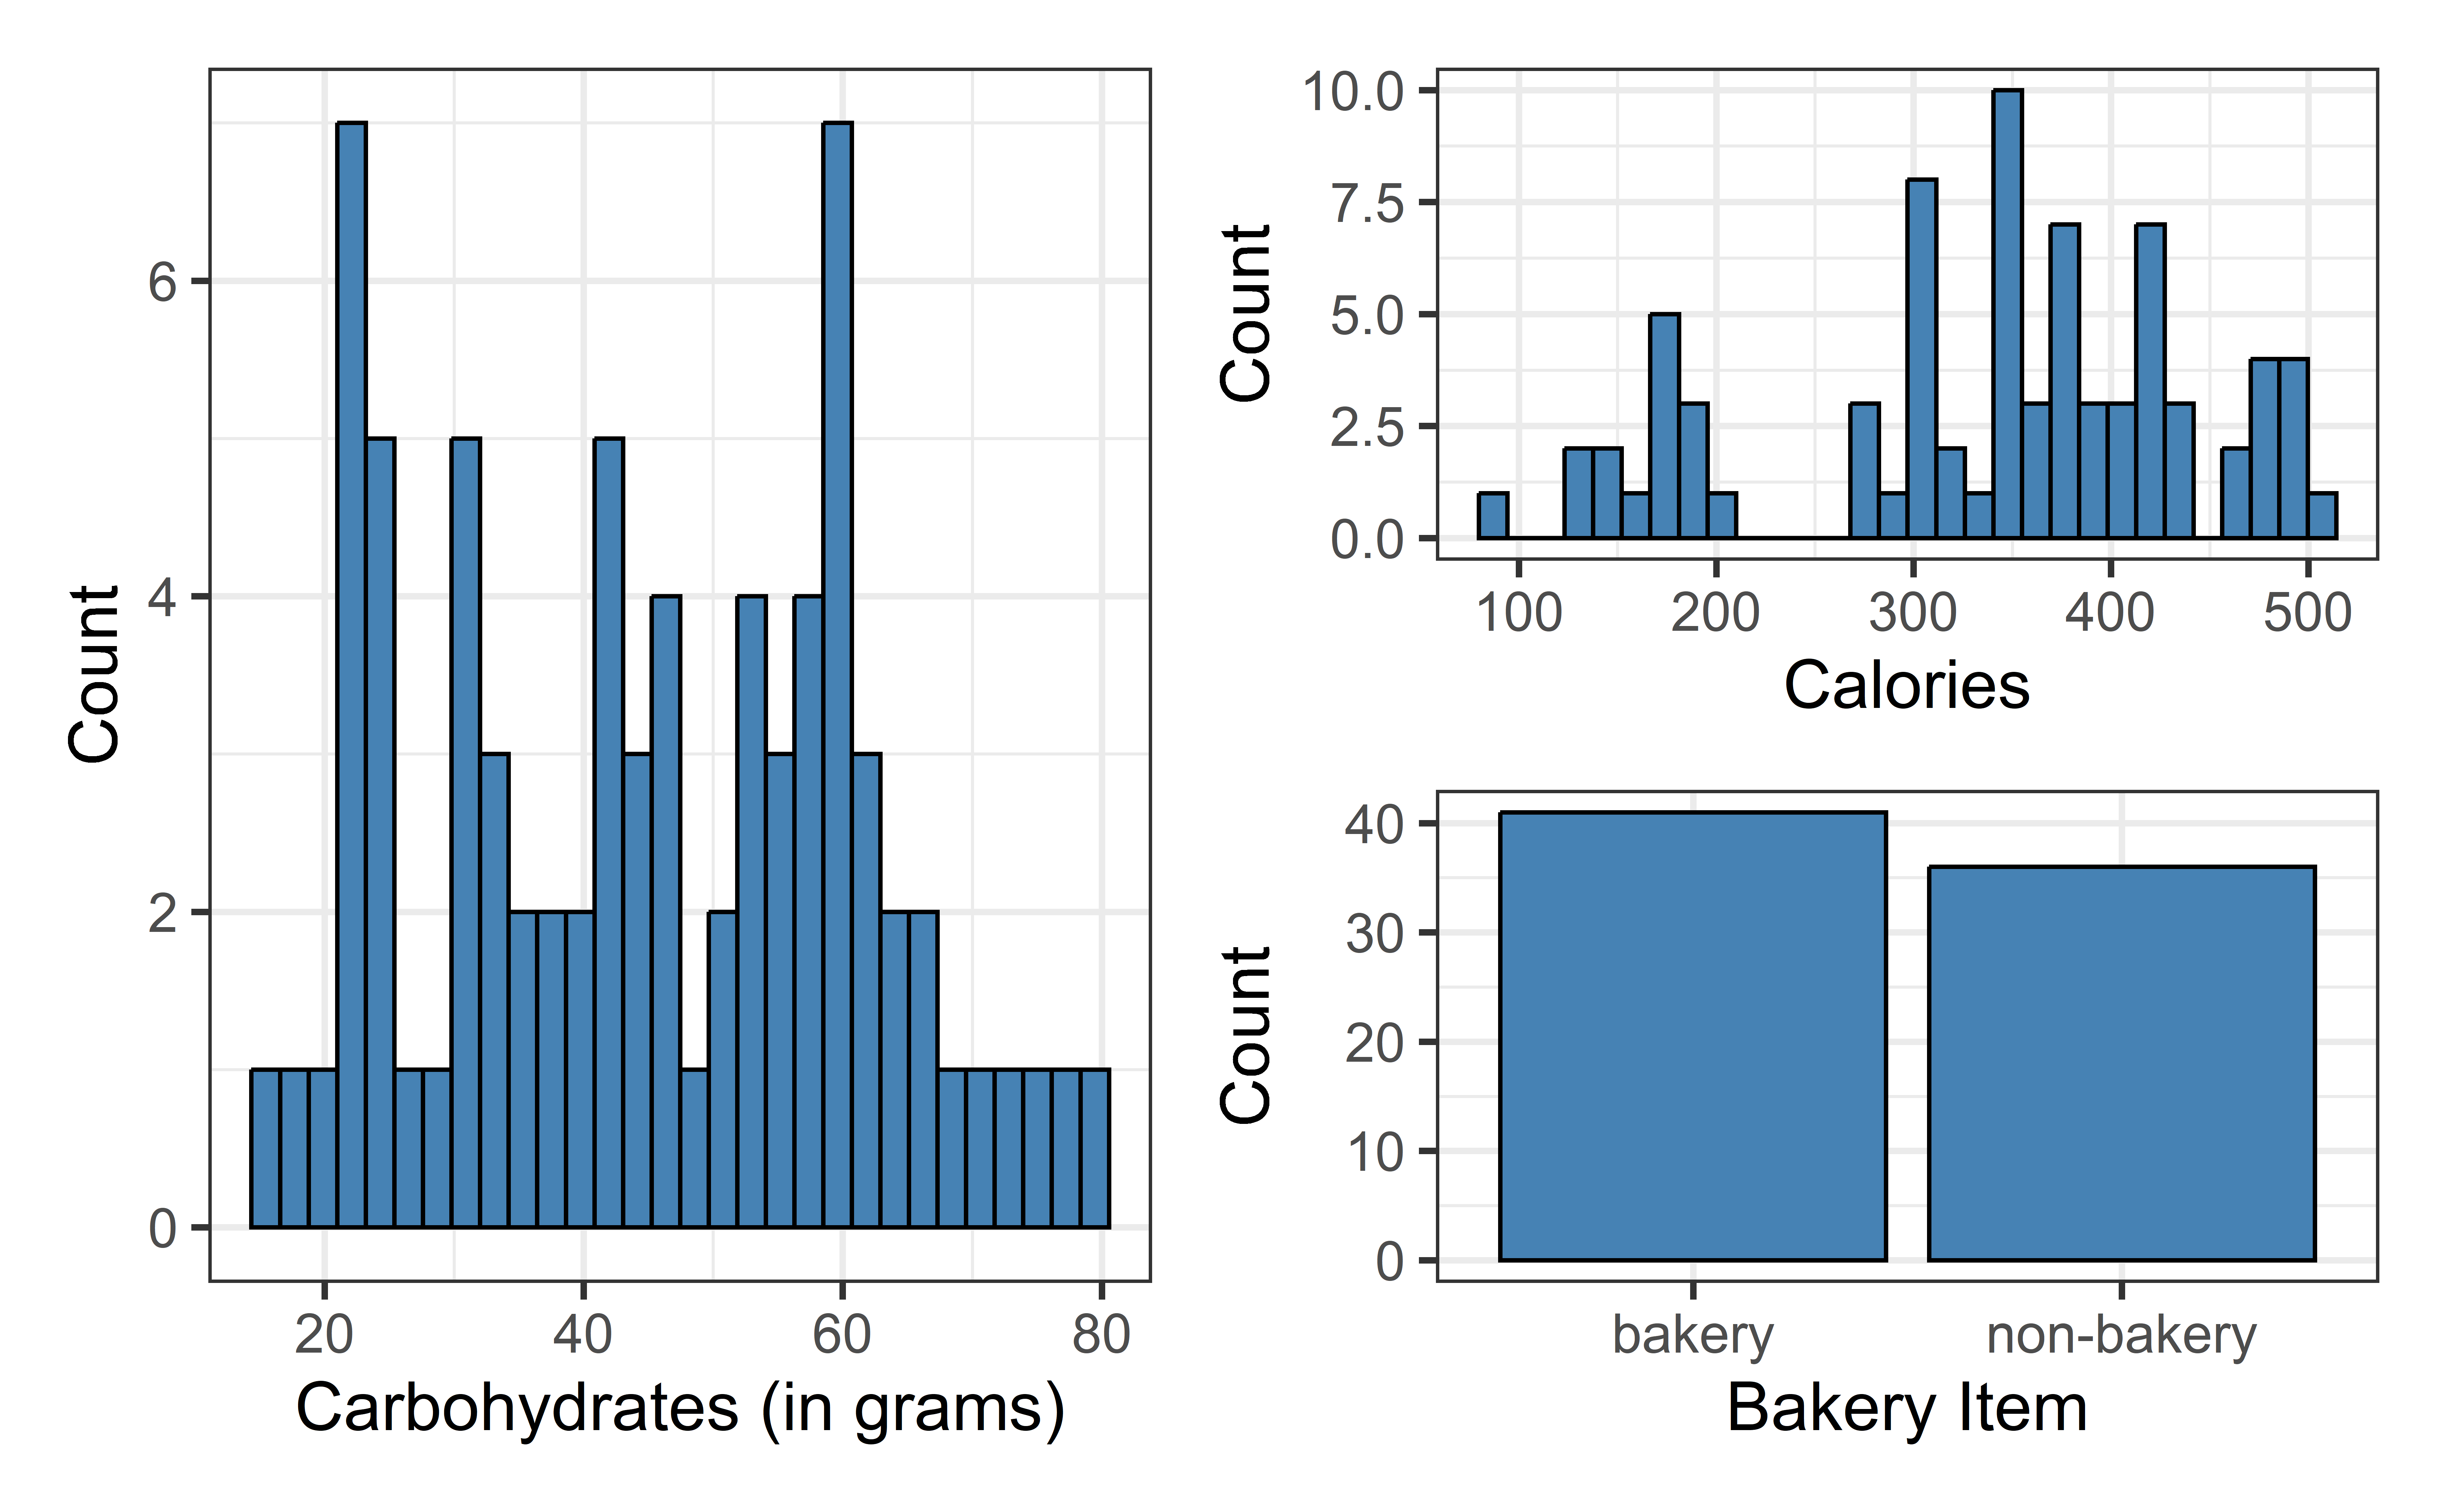 Count
6
4
2
0
20 40 60 80
Carbohydrates (in grams)
Count
10.0
7.5
5.0
2.5
0.0
100 200 300 400 500
Calories
Count
40
30
20
10
0
bakery non-bakery
Bakery Item